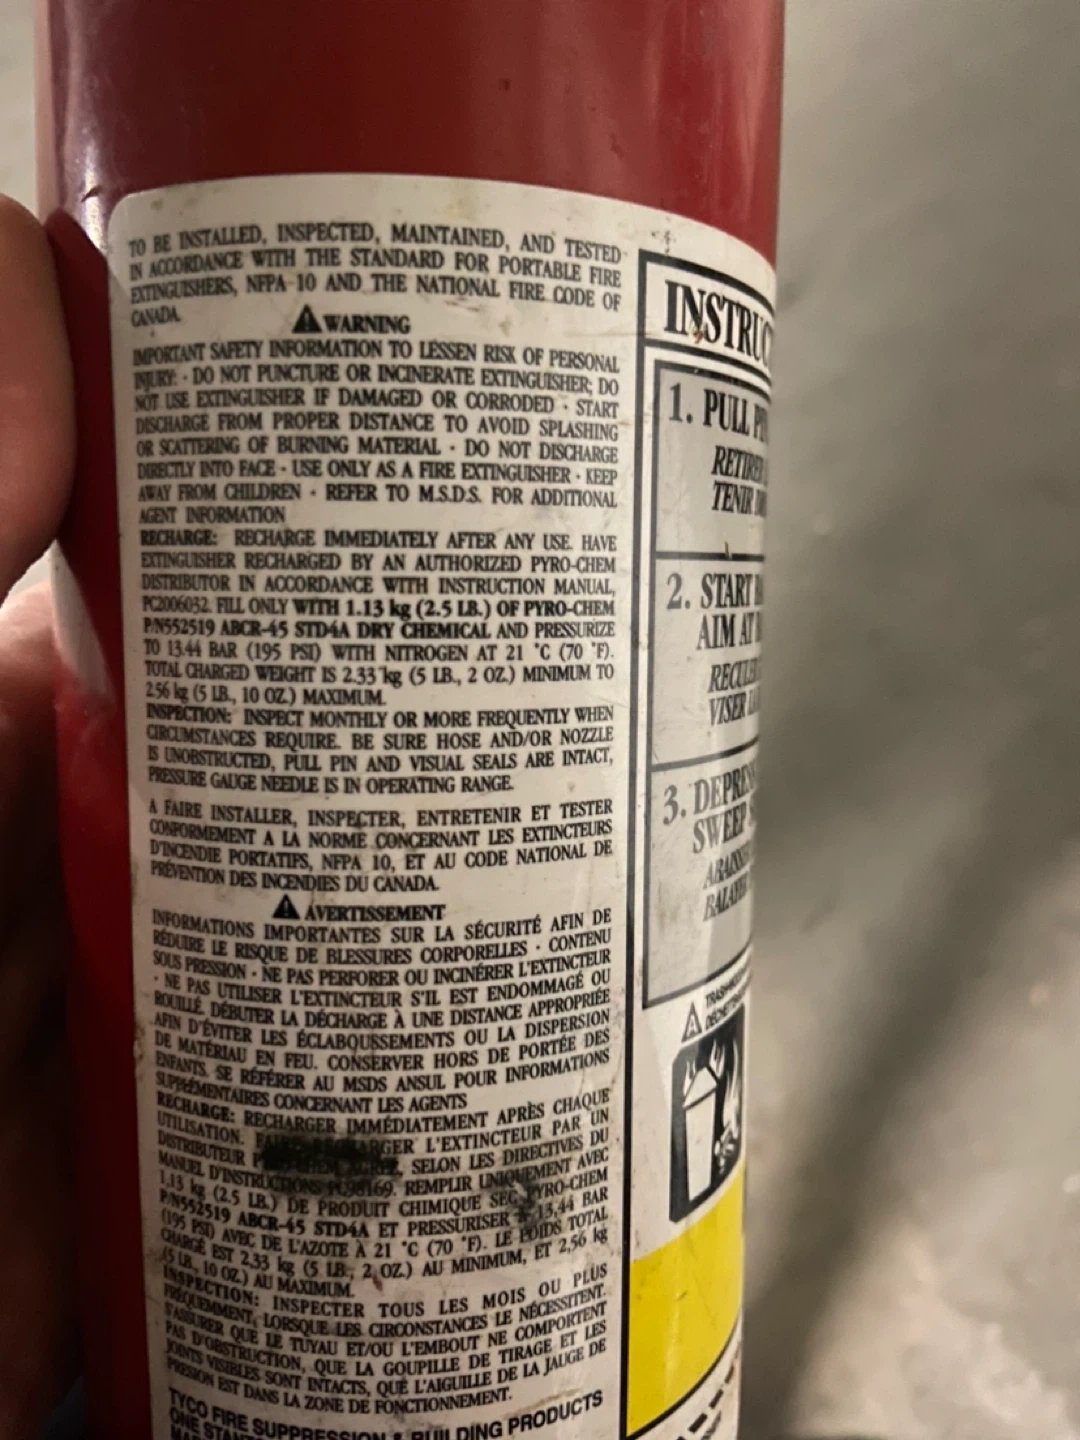 TO BE INSTALLED, INSPECTED, MAINTAINED, AND TESTED
IN ACCORDANCE WITH THE STANDARD FOR PORTABLE FIRE
EXTINGUISHERS, NFPA 10 AND THE NATIONAL FIRE CODE OF
CANADA.
WARNING
IMPORTANT SAFETY INFORMATION TO LESSEN RISK OF PERSONAL
INJURY: · DO NOT PUNCTURE OR INCINERATE EXTINGUISHER; DO
NOT USE EXTINGUISHER IF DAMAGED OR CORRODED · START
DISCHARGE FROM PROPER DISTANCE TO AVOID SPLASHING
OR SCATTERING OF BURNING MATERIAL · DO NOT DISCHARGE
DIRECTLY INTO FACE · USE ONLY AS A FIRE EXTINGUISHER · KEEP
AWAY FROM CHILDREN · REFER TO M.S.D.S. FOR ADDITIONAL
AGENT INFORMATION
RECHARGE: RECHARGE IMMEDIATELY AFTER ANY USE. HAVE
EXTINGUISHER RECHARGED BY AN AUTHORIZED PYRO-CHEM
DISTRIBUTOR IN ACCORDANCE WITH INSTRUCTION MANUAL,
PC2006032. FILL ONLY WITH 1.13 kg (2.5 LB.) OF PYRO-CHEM
P/N552519 ABCR-45 STD4A DRY CHEMICAL AND PRESSURIZE
TO 13.44 BAR (195 PSI) WITH NITROGEN AT 21 °C (70 °F).
TOTAL CHARGED WEIGHT IS 2.33 kg (5 LB., 2 OZ.) MINIMUM TO
2.56 kg (5 LB., 10 OZ.) MAXIMUM.
INSPECTION: INSPECT MONTHLY OR MORE FREQUENTLY WHEN
CIRCUMSTANCES REQUIRE. BE SURE HOSE AND/OR NOZZLE
IS UNOBSTRUCTED, PULL PIN AND VISUAL SEALS ARE INTACT,
PRESSURE GAUGE NEEDLE IS IN OPERATING RANGE.
A FAIRE INSTALLER, INSPECTER, ENTRETENIR ET TESTER
CONFORMEMENT A LA NORME CONCERNANT LES EXTINCTEURS
D'INCENDIE PORTATIFS, NFPA 10, ET AU CODE NATIONAL DE
PRÉVENTION DES INCENDIES DU CANADA.
AVERTISSEMENT
INFORMATIONS IMPORTANTES SUR LA SÉCURITÉ AFIN DE
RÉDUIRE LE RISQUE DE BLESSURES CORPORELLES · CONTENU
SOUS PRESSION · NE PAS PERFORER OU INCINÉRER L'EXTINCTEUR
· NE PAS UTILISER L'EXTINCTEUR S'IL EST ENDOMMAGÉ OU
ROUILLÉ. DÉBUTER LA DÉCHARGE À UNE DISTANCE APPROPRIÉE
AFIN D'ÉVITER LES ÉCLABOUSSEMENTS OU LA DISPERSION
DE MATÉRIAU EN FEU. CONSERVER HORS DE PORTÉE DES
ENFANTS. SE RÉFÉRER AU MSDS ANSUL POUR INFORMATIONS
SUPPLÉMENTAIRES CONCERNANT LES AGENTS
RECHARGE: RECHARGER IMMÉDIATEMENT APRÈS CHAQUE
UTILISATION. FAIRE RECHARGER L'EXTINCTEUR PAR UN
DISTRIBUTEUR PYRO-CHEM AGRÉÉ, SELON LES DIRECTIVES DU
MANUEL D'INSTRUCTIONS PC98169. REMPLIR UNIQUEMENT AVEC
1,13 kg (2.5 LB.) DE PRODUIT CHIMIQUE SEC PYRO-CHEM
P/N552519 ABCR-45 STD4A ET PRESSURISER À 13,44 BAR
(195 PSI) AVEC DE L'AZOTE À 21 °C (70 °F). LE POIDS TOTAL
CHARGÉ EST 2,33 kg (5 LB., 2 OZ.) AU MINIMUM, ET 2,56 kg
(5 LB., 10 OZ.) AU MAXIMUM.
INSPECTION: INSPECTER TOUS LES MOIS OU PLUS
FRÉQUEMMENT, LORSQUE LES CIRCONSTANCES LE NÉCESSITENT.
S'ASSURER QUE LE TUYAU ET/OU L'EMBOUT NE COMPORTENT
PAS D'OBSTRUCTION, QUE LA GOUPILLE DE TIRAGE ET LES
JOINTS VISIBLES SONT INTACTS, QUE L'AIGUILLE DE LA JAUGE DE
PRESION EST DANS LA ZONE DE FONCTIONNEMENT.
TYCO FIRE SUPPRESSION & BUILDING PRODUCTS
ONE
INSTRUC
1. PULL
TENIR
2. START
AIM AT
VISER
3.
SWEEP